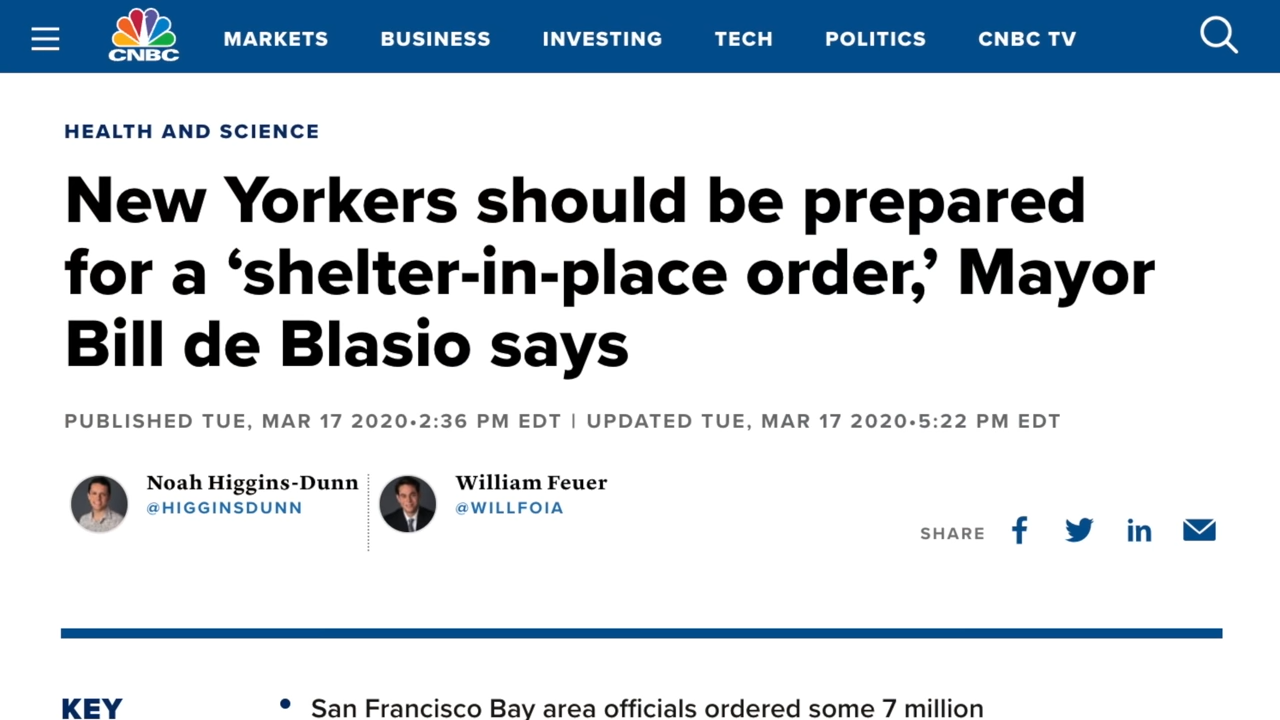 CNBC
MARKETS BUSINESS INVESTING TECH POLITICS CNBC TV
HEALTH AND SCIENCE
New Yorkers should be prepared
for a ‘shelter-in-place order,’ Mayor
Bill de Blasio says
PUBLISHED TUE, MAR 17 2020•2:36 PM EDT | UPDATED TUE, MAR 17 2020•5:22 PM EDT
Noah Higgins-Dunn
@HIGGINSDUNN
William Feuer
@WILLFOIA
SHARE
KEY
• San Francisco Bay area officials ordered some 7 million